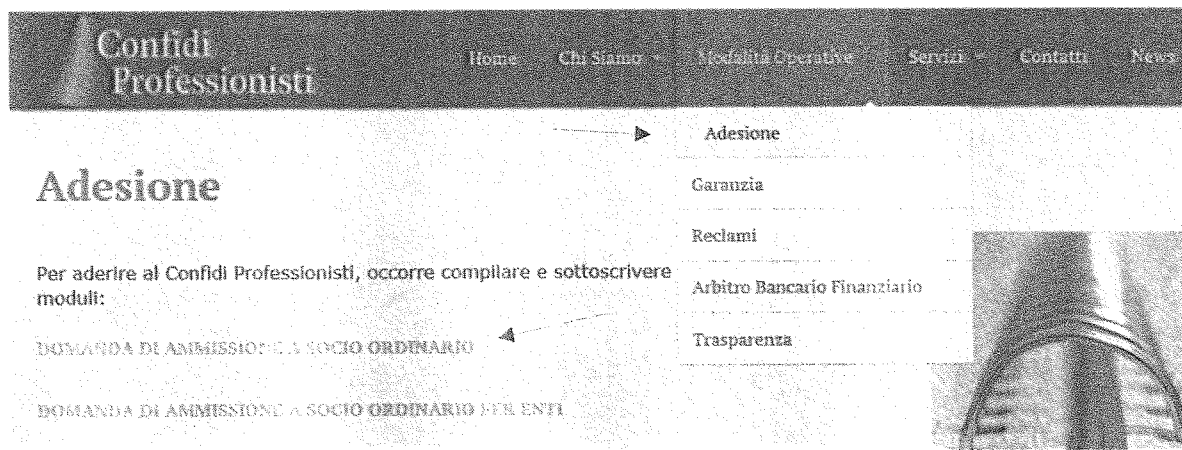 Confidi
Professionisti
Home Chi Siamo Modalità Operative Servizi Contatti News
Adesione
Garanzia
Reclami
Arbitro Bancario Finanziario
Trasparenza
Adesione
Per aderire al Confidi Professionisti, occorre compilare e sottoscrivere
moduli:
DOMANDA DI AMMISSIONE A SOCIO ORDINARIO
DOMANDA DI AMMISSIONE A SOCIO ORDINARIO PER ENTI